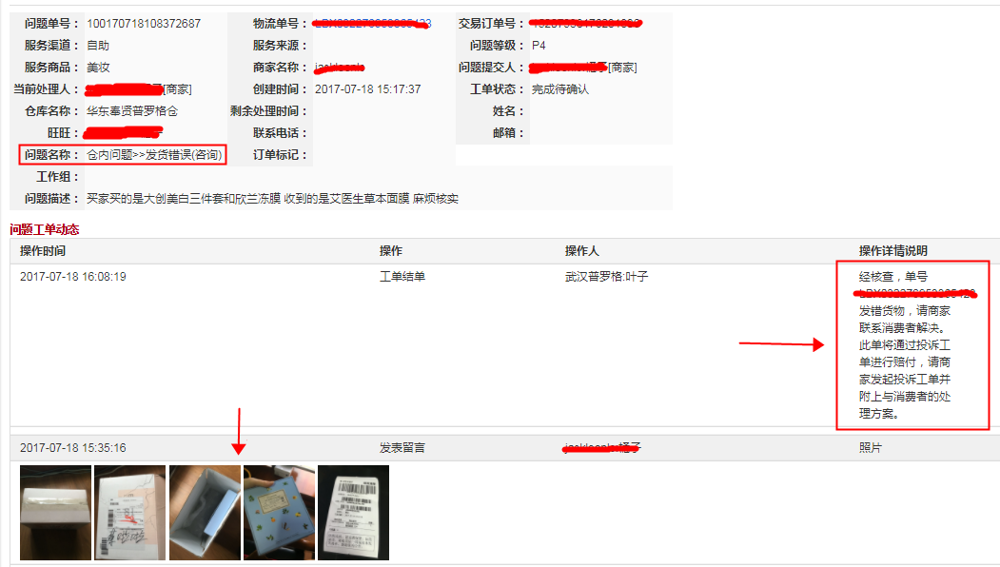 问题单号： 100170718108372687 物流单号： 交易订单号：
服务渠道： 自助 服务来源： 问题等级： P4
服务商品： 美妆 商家名称： 问题提交人： [商家]
当前处理人： [商家] 创建时间： 2017-07-18 15:17:37 工单状态： 完成待确认
仓库名称： 华东奉贤普罗格仓 剩余处理时间： 姓名：
旺旺： 联系电话： 邮箱：
问题名称： 仓内问题>>发货错误(咨询) 订单标记：
工作组：
问题描述： 买家买的是大创美白三件套和欣兰冻膜 收到的是艾医生草本面膜 麻烦核实
问题工单动态
操作时间 操作 操作人 操作详情说明
2017-07-18 16:08:19 工单结单 武汉普罗格:叶子 经核查，单号
发错货物，请商家
联系消费者解决。
此单将通过投诉工
单进行赔付，请商
家发起投诉工单并
附上与消费者的处
理方案。
2017-07-18 15:35:16 发表留言 照片